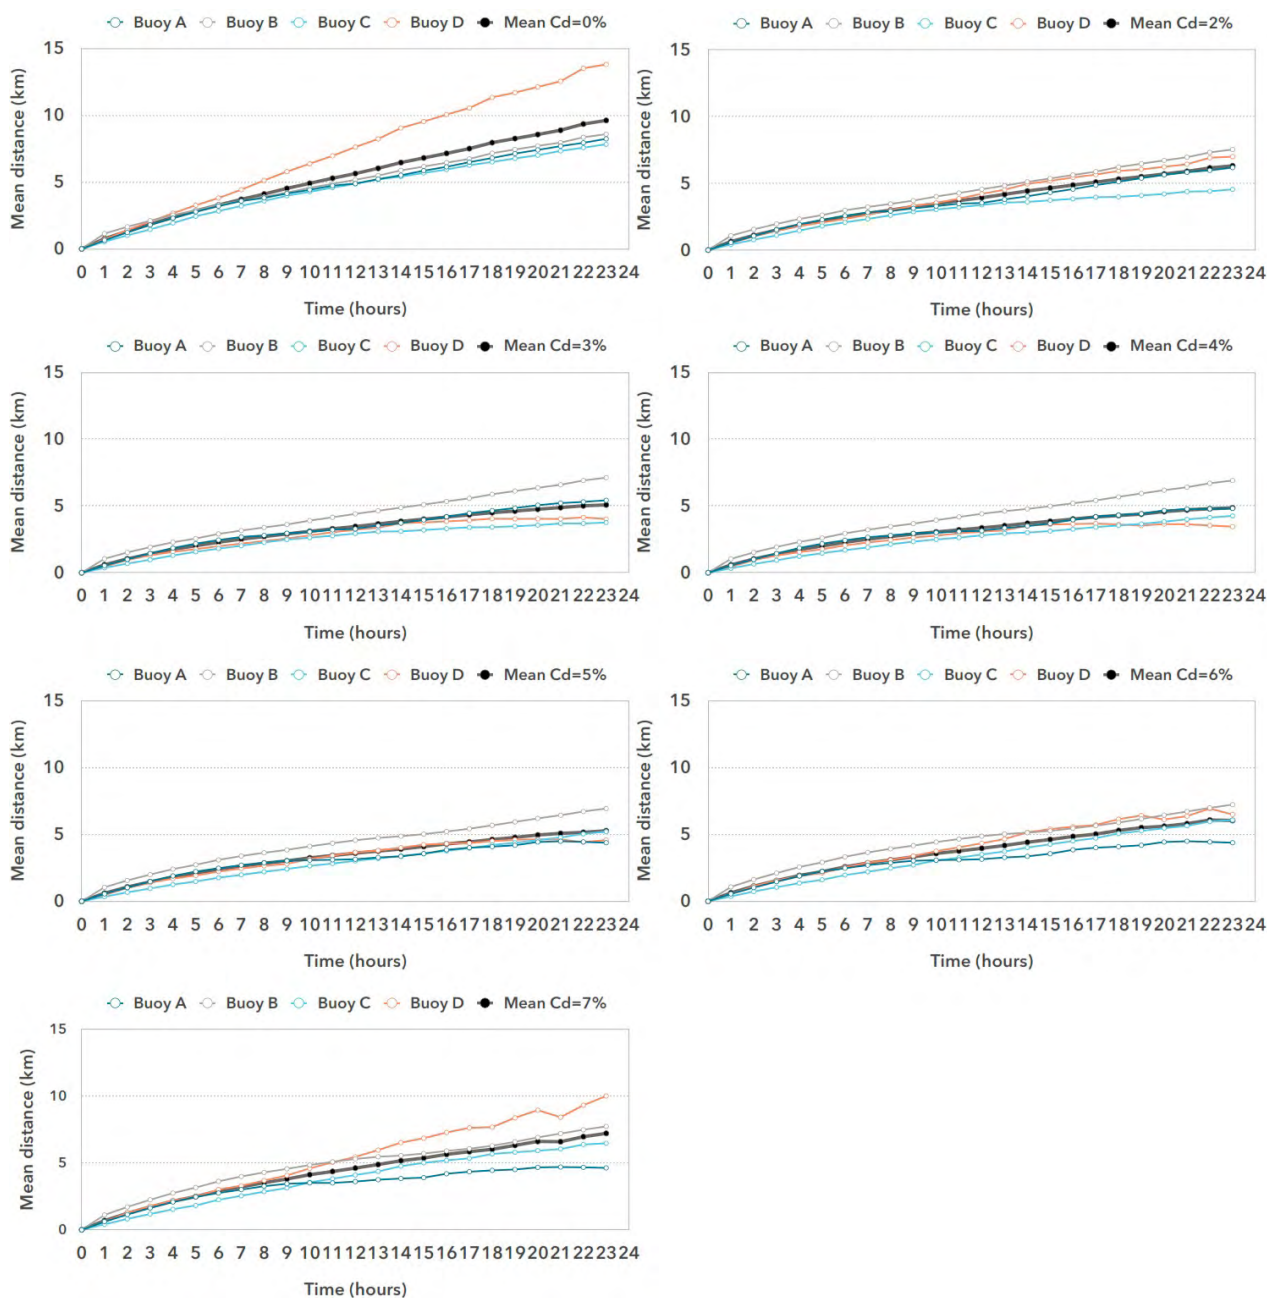 Buoy A Buoy B Buoy C Buoy D Mean Cd=0%
Mean distance (km)
15
10
5
0
0 1 2 3 4 5 6 7 8 9 10 11 12 13 14 15 16 17 18 19 20 21 22 23 24
Time (hours)
Buoy A Buoy B Buoy C Buoy D Mean Cd=2%
Mean distance (km)
15
10
5
0
0 1 2 3 4 5 6 7 8 9 10 11 12 13 14 15 16 17 18 19 20 21 22 23 24
Time (hours)
Buoy A Buoy B Buoy C Buoy D Mean Cd=3%
Mean distance (km)
15
10
5
0
0 1 2 3 4 5 6 7 8 9 10 11 12 13 14 15 16 17 18 19 20 21 22 23 24
Time (hours)
Buoy A Buoy B Buoy C Buoy D Mean Cd=4%
Mean distance (km)
15
10
5
0
0 1 2 3 4 5 6 7 8 9 10 11 12 13 14 15 16 17 18 19 20 21 22 23 24
Time (hours)
Buoy A Buoy B Buoy C Buoy D Mean Cd=5%
Mean distance (km)
15
10
5
0
0 1 2 3 4 5 6 7 8 9 10 11 12 13 14 15 16 17 18 19 20 21 22 23 24
Time (hours)
Buoy A Buoy B Buoy C Buoy D Mean Cd=6%
Mean distance (km)
15
10
5
0
0 1 2 3 4 5 6 7 8 9 10 11 12 13 14 15 16 17 18 19 20 21 22 23 24
Time (hours)
Buoy A Buoy B Buoy C Buoy D Mean Cd=7%
Mean distance (km)
15
10
5
0
0 1 2 3 4 5 6 7 8 9 10 11 12 13 14 15 16 17 18 19 20 21 22 23 24
Time (hours)